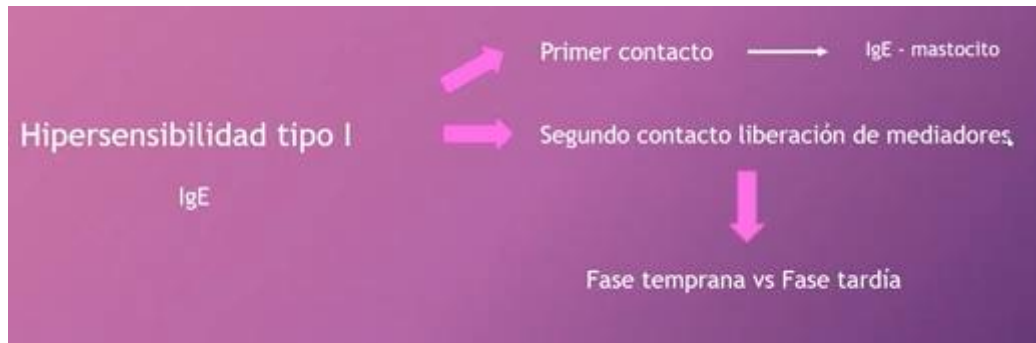 Primer contacto
IgE - mastocito
Hipersensibilidad tipo I
Segundo contacto liberación de mediadores.
IgE
Fase temprana vs Fase tardía